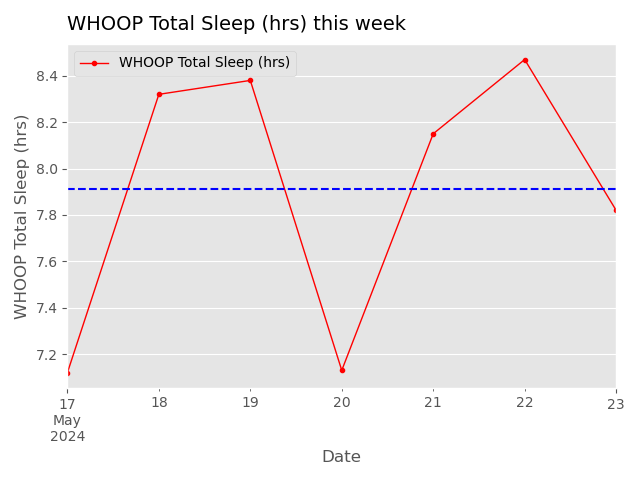 WHOOP Total Sleep (hrs) this week
WHOOP Total Sleep (hrs)
WHOOP Total Sleep (hrs)
8.4
8.2
8.0
7.8
7.6
7.4
7.2
17 18 19 20 21 22 23
May
2024
Date